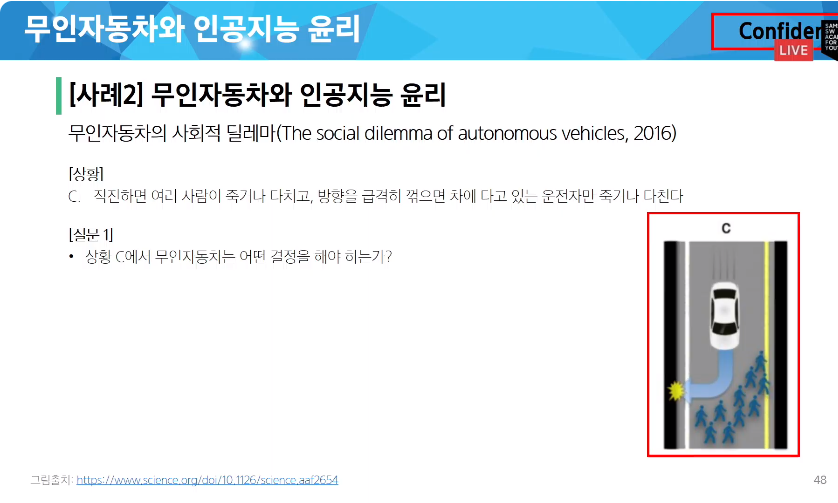 무인자동차와 인공지능 윤리
Confiden
LIVE
SAM
SW
ACA
FOR
YOUT
[사례2] 무인자동차와 인공지능 윤리
무인자동차의 사회적 딜레마(The social dilemma of autonomous vehicles, 2016)
[상황]
C. 직진하면 여러 사람이 죽거나 다치고, 방향을 급격히 꺾으면 차에 타고 있는 운전자만 죽거나 다친다
[질문 1]
• 상황 C에서 무인자동차는 어떤 결정을 해야 하는가?
C
그림출처: https://www.science.org/doi/10.1126/science.aaf2654
48